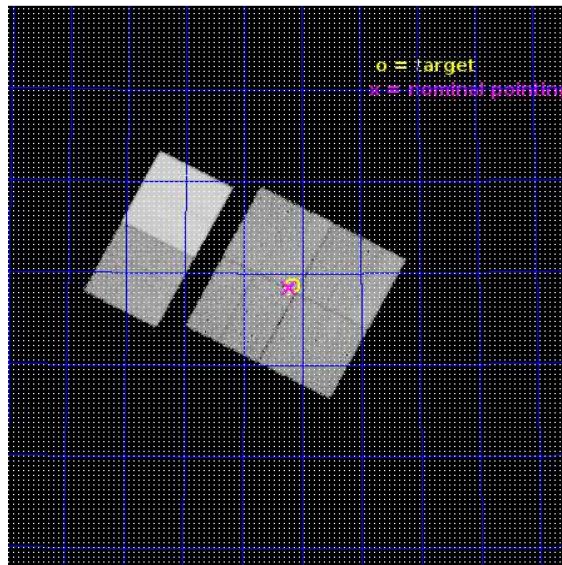 o = target
x = nominal pointing